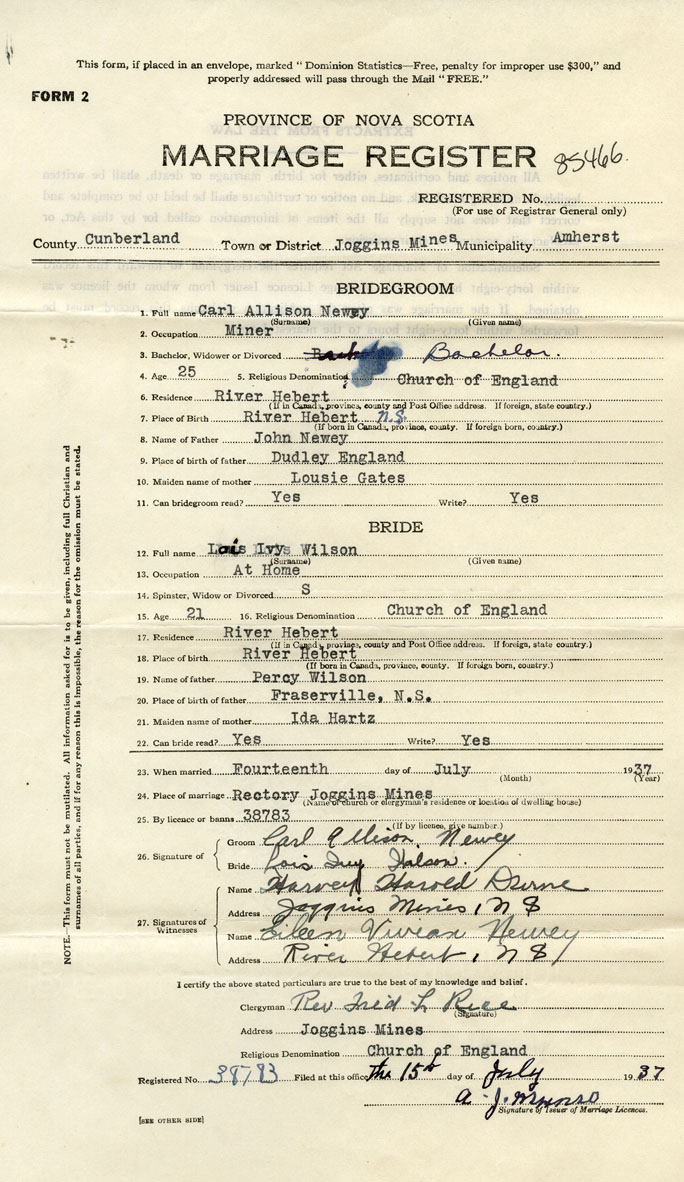 This form, if placed in an envelope, marked “ Dominion Statistics—Free, penalty for improper use $300,” and
properly addressed will pass through the Mail “FREE.”
FORM 2
PROVINCE OF NOVA SCOTIA
MARRIAGE REGISTER 85466.
REGISTERED No.
(For use of Registrar General only)
County Cunberland Town or District Joggins Mines Municipality Amherst
BRIDEGROOM
1. Full name Carl Allison Newey
(Surname) (Given name)
2. Occupation Miner
3. Bachelor, Widower or Divorced Bachelor.
4. Age 25 5. Religious Denomination Church of England
6. Residence River Hebert
(If in Canada, province, county and Post Office address. If foreign, state country.)
7. Place of Birth River Hebert N.S.
(If born in Canada, province, county. If foreign born, country.)
8. Name of Father John Newey
9. Place of birth of father Dudley England
10. Maiden name of mother Lousie Gates
11. Can bridegroom read? Yes Write? Yes
BRIDE
12. Full name Lois Ivys Wilson
(Surname) (Given name)
13. Occupation At Home
14. Spinster, Widow or Divorced S
15. Age 21 16. Religious Denomination Church of England
17. Residence River Hebert
(If in Canada, province, county and Post Office address. If foreign, state country.)
18. Place of birth River Hebert
(If born in Canada, province, county. If foreign born, country.)
19. Name of father Percy Wilson
20. Place of birth of father Fraserville, N.S.
21. Maiden name of mother Ida Hartz
22. Can bride read? Yes Write? Yes
23. When married Fourteenth day of July 1937
(Month) (Year)
24. Place of marriage Rectory Joggins Mines
(Name of church or clergyman's residence or location of dwelling house)
25. By licence or banns 38783
(If by licence, give number.)
26. Signature of Groom Carl Allison Newey
Bride Lois Ivy Wilson.
27. Signatures of Witnesses
Name Harvey Harold
Address Joggins Mines, N S
Name Eileen Vivian Newey
Address River Hebert, N S
I certify the above stated particulars are true to the best of my knowledge and belief.
Clergyman Rev Fred L Rice
(Signature)
Address Joggins Mines
Religious Denomination Church of England
Registered No. 38783 Filed at this office the 15th day of July 1937
A. J. Munro
Signature of Issuer of Marriage Licences.
[SEE OTHER SIDE]
NOTE.—This form must not be mutilated. All information asked for is to be given, including full Christian and
surnames of all parties, and if for any reason this is impossible, the reason for the omission must be stated.